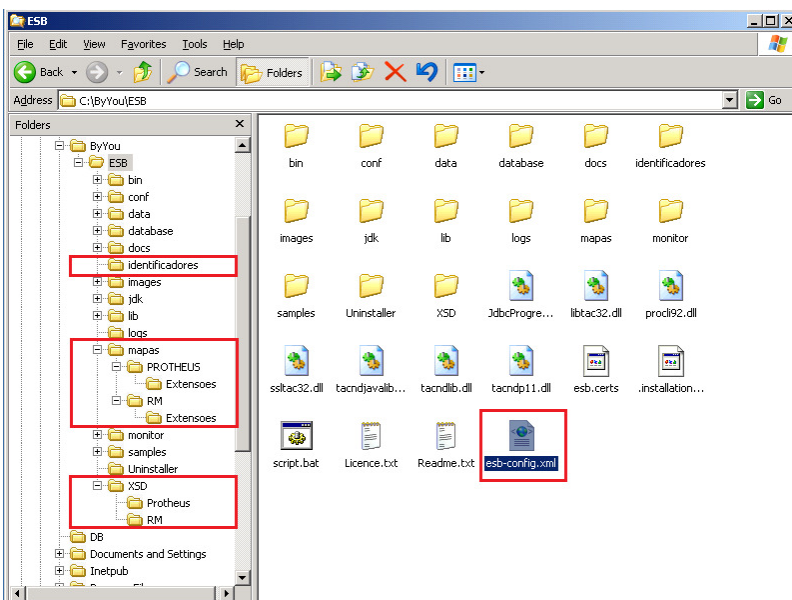 ESB
File Edit View Favorites Tools Help
Back Search Folders
Address C:\ByYou\ESB Go
Folders
ByYou
ESB
bin
conf
data
database
docs
identificadores
images
jdk
lib
logs
mapas
PROTHEUS
Extensoes
RM
Extensoes
monitor
samples
Uninstaller
XSD
Protheus
RM
DB
Documents and Settings
Inetpub
bin conf data database docs identificadores
images jdk lib logs mapas monitor
samples Uninstaller XSD JdbcProgre... libtac32.dll procli92.dll
ssltac32.dll tacndjavalib... tacndlib.dll tacndp11.dll esb.certs .installation...
script.bat Licence.txt Readme.txt esb-config.xml